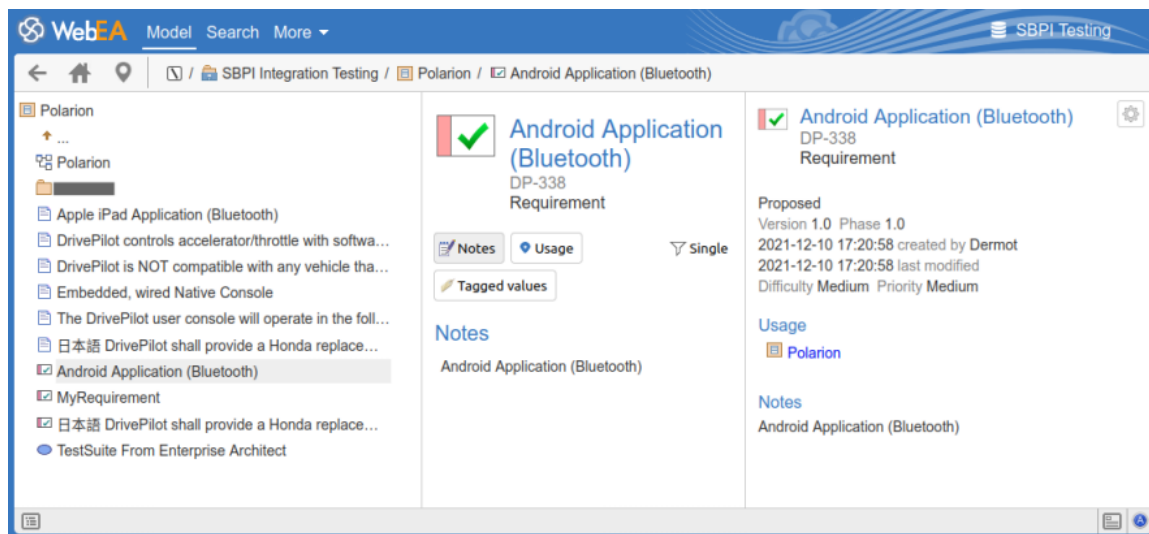 WebEA Model Search More SBPI Testing
/ SBPI Integration Testing / Polarion / Android Application (Bluetooth)
Polarion
...
Polarion
Apple iPad Application (Bluetooth)
DrivePilot controls accelerator/throttle with softwa...
DrivePilot is NOT compatible with any vehicle tha...
Embedded, wired Native Console
The DrivePilot user console will operate in the foll...
日本語 DrivePilot shall provide a Honda replace...
Android Application (Bluetooth)
MyRequirement
日本語 DrivePilot shall provide a Honda replace...
TestSuite From Enterprise Architect
Android Application
(Bluetooth)
DP-338
Requirement
Notes Usage Single
Tagged values
Notes
Android Application (Bluetooth)
Android Application (Bluetooth)
DP-338
Requirement
Proposed
Version 1.0 Phase 1.0
2021-12-10 17:20:58 created by Dermot
2021-12-10 17:20:58 last modified
Difficulty Medium Priority Medium
Usage
Polarion
Notes
Android Application (Bluetooth)
A